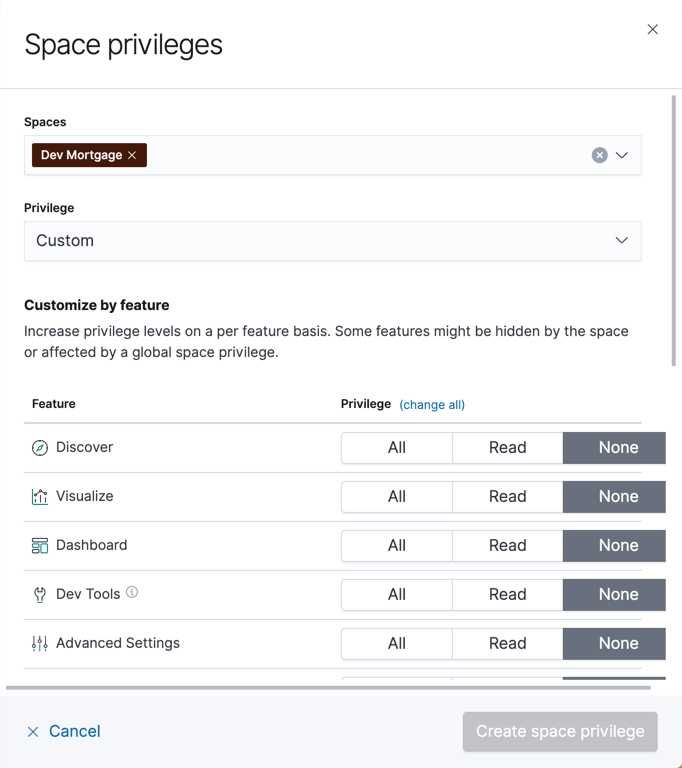 Space privileges
Spaces
Dev Mortgage
Privilege
Custom
Customize by feature
Increase privilege levels on a per feature basis. Some features might be hidden by the space
or affected by a global space privilege.
Feature Privilege (change all)
Discover All Read None
Visualize All Read None
Dashboard All Read None
Dev Tools All Read None
Advanced Settings All Read None
Cancel Create space privilege